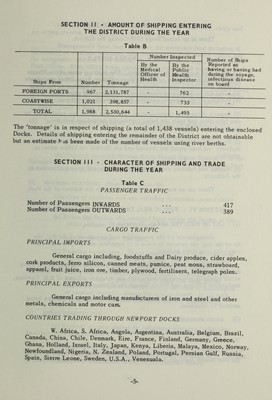 SECTION II - AMOUNT OF SHIPPING ENTERING
THE DISTRICT DURING THE YEAR
Table B
Ships From Number Tonnage Number Inspected By the Medical Officer of Health By the Public Health Inspector Number of Ships Reported as having or having had during the voyage, infectious disease on board
FOREIGN PORTS 967 2,131,787 - 762 -
COASTWISE 1,021 398,857 - 733 -
TOTAL 1,988 2,530,644 - 1,495 -
The 'tonnage' is in respect of shipping (a total of 1,438 vessels) entering the enclosed
Docks. Details of shipping entering the remainder of the District are not obtainable
but an estimate has been made of the number of vessels using river berths.
SECTION III - CHARACTER OF SHIPPING AND TRADE
DURING THE YEAR
Table C
PASSENGER TRAFFIC
Number of Passengers INWARDS ... 417
Number of Passengers OUTWARDS ... 389
CARGO TRAFFIC
PRINCIPAL IMPORTS
General cargo including, foodstuffs and Dairy produce, cider apples,
cork products, feno silicon, canned meats, pumice, peat moss, strawboard,
apparel, fruit juice, iron ore, timber, plywood, fertilisers, telegraph poles.
PRINCIPAL EXPORTS
General cargo including manufacturers of iron and steel and other
metals, chemicals and motor cars.
COUNTRIES TRADING THROUGH NEWPORT DOCKS
W. Africa, S. Africa, Angola, Argentina, Australia, Belgium, Brazil,
Canada, China, Chile, Denmark, Eire, France, Finland, Germany, Greece,
Ghana, Holland, Israel, Italy, Japan, Kenya, Liberia, Malaya, Mexico, Norway,
Newfoundland, Nigeria, N. Zealand, Poland, Portugal, Persian Gulf, Russia,
Spain, Sierre Leone, Sweden, U.S.A., Venesuala.
-5-